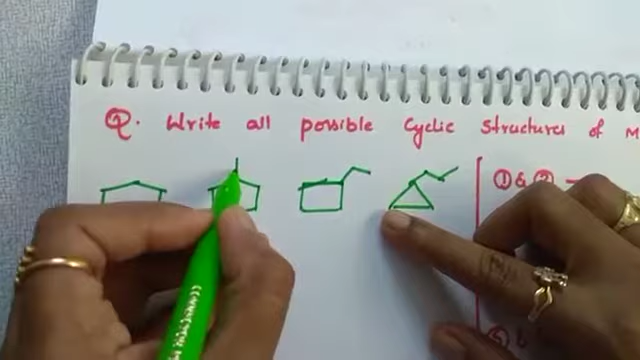 Q. Write all possible Cyclic Structures of M
① & ②